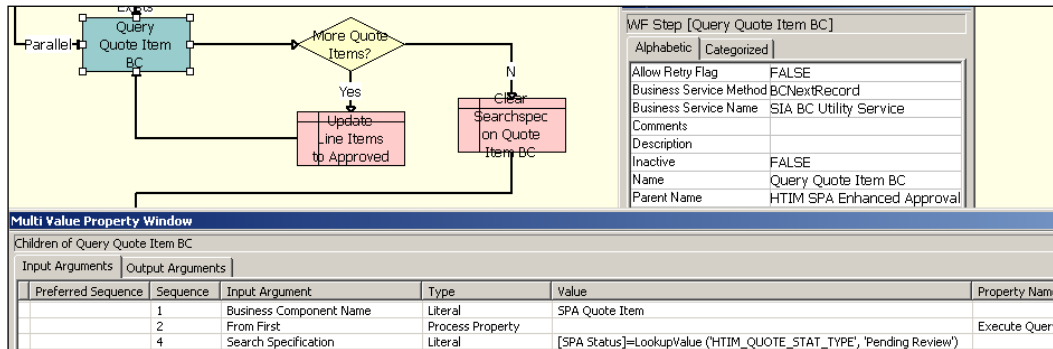 Exists
Query
Quote Item
BC
Parallel
More Quote
Items?
N
Yes
Clear
Searchspec
on Quote
Item BC
Update
Line Items
to Approved
WF Step [Query Quote Item BC]
Alphabetic Categorized
Allow Retry Flag FALSE
Business Service Method BCNextRecord
Business Service Name SIA BC Utility Service
Comments
Description
Inactive FALSE
Name Query Quote Item BC
Parent Name HTIM SPA Enhanced Approval
Multi Value Property Window
Children of Query Quote Item BC
Input Arguments Output Arguments
Preferred Sequence Sequence Input Argument Type Value Property Name
1 Business Component Name Literal SPA Quote Item
2 From First Process Property Execute Query
4 Search Specification Literal [SPA Status]=LookupValue ('HTIM_QUOTE_STAT_TYPE', 'Pending Review')